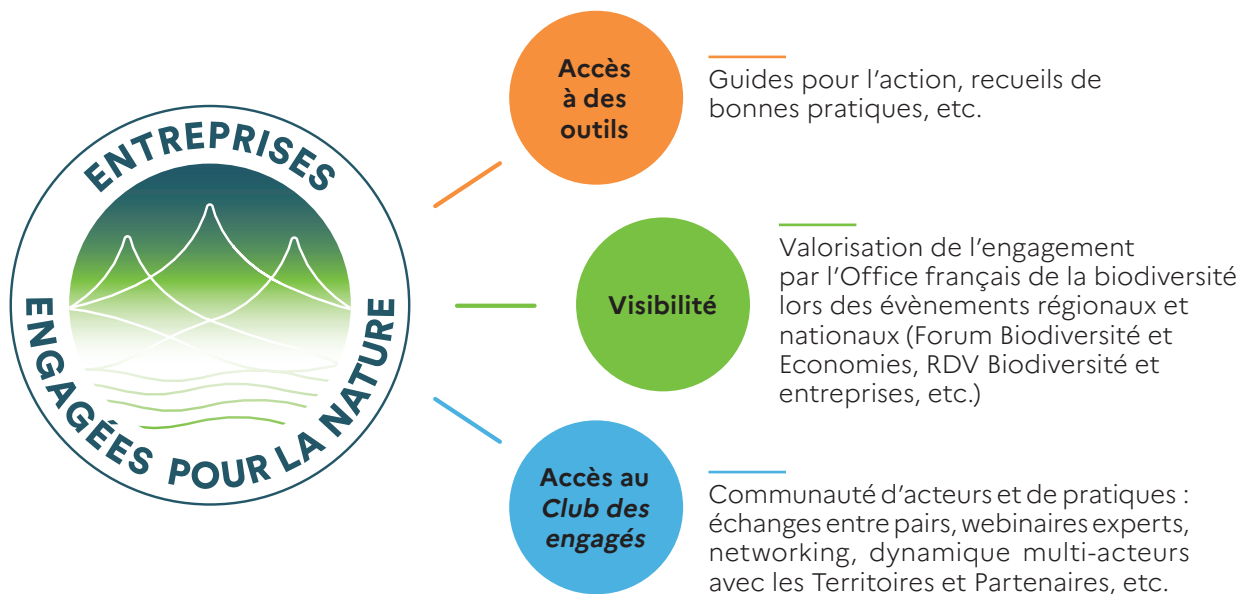 ENTREPRISES
ENGAGÉES POUR LA NATURE
Accès
à des
outils
Guides pour l’action, recueils de
bonnes pratiques, etc.
Visibilité
Valorisation de l’engagement
par l’Office français de la biodiversité
lors des évènements régionaux et
nationaux (Forum Biodiversité et
Economies, RDV Biodiversité et
entreprises, etc.)
Accès au
Club des
engagés
Communauté d’acteurs et de pratiques :
échanges entre pairs, webinaires experts,
networking, dynamique multi-acteurs
avec les Territoires et Partenaires, etc.